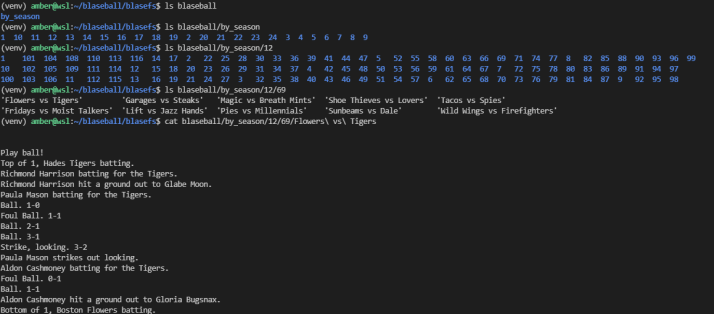 (venv) amber@wsl:~/blaseball/blasefs$ ls blaseball
by_season
(venv) amber@wsl:~/blaseball/blasefs$ ls blaseball/by_season
1 10 11 12 13 14 15 16 17 18 19 2 20 21 22 23 24 3 4 5 6 7 8 9
(venv) amber@wsl:~/blaseball/blasefs$ ls blaseball/by_season/12
1 101 104 108 110 113 116 14 17 2 22 25 28 30 33 36 39 41 44 47 5 52 55 58 60 63 66 69 71 74 77 8 82 85 88 90 93 96 99
10 102 105 109 111 114 12 15 18 20 23 26 29 31 34 37 4 42 45 48 50 53 56 59 61 64 67 7 72 75 78 80 83 86 89 91 94 97
100 103 106 11 112 115 13 16 19 21 24 27 3 32 35 38 40 43 46 49 51 54 57 6 62 65 68 70 73 76 79 81 84 87 9 92 95 98
(venv) amber@wsl:~/blaseball/blasefs$ ls blaseball/by_season/12/69
'Flowers vs Tigers' 'Garages vs Steaks' 'Magic vs Breath Mints' 'Shoe Thieves vs Lovers' 'Tacos vs Spies'
'Fridays vs Moist Talkers' 'Lift vs Jazz Hands' 'Pies vs Millennials' 'Sunbeams vs Dale' 'Wild Wings vs Firefighters'
(venv) amber@wsl:~/blaseball/blasefs$ cat blaseball/by_season/12/69/Flowers\ vs\ Tigers
Play ball!
Top of 1, Hades Tigers batting.
Richmond Harrison batting for the Tigers.
Richmond Harrison hit a ground out to Glabe Moon.
Paula Mason batting for the Tigers.
Ball. 1-0
Foul Ball. 1-1
Ball. 2-1
Ball. 3-1
Strike, looking. 3-2
Paula Mason strikes out looking.
Aldon Cashmoney batting for the Tigers.
Foul Ball. 0-1
Ball. 1-1
Aldon Cashmoney hit a ground out to Gloria Bugsnax.
Bottom of 1, Boston Flowers batting.